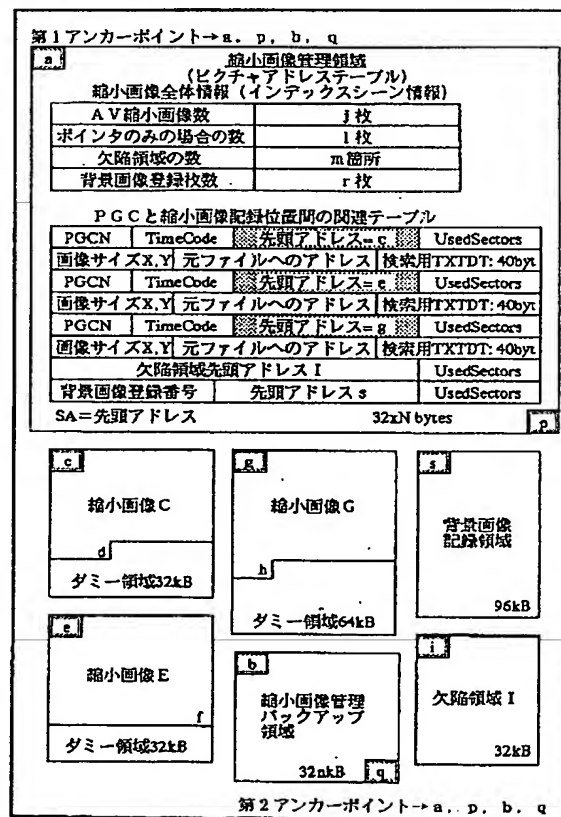 第1アンカーポイント→a, p, b, q
a
縮小画像管理領域
(ピクチャアドレステーブル)
縮小画像全体情報 (インデックスシーン情報)
AV縮小画像数 j 枚
ポインタのみの場合の数 l 枚
欠陥領域の数 m箇所
背景画像登録枚数 r 枚
PGCと縮小画像記録位置間の関連テーブル
PGCN TimeCode 先頭アドレス= c UsedSectors
画像サイズX,Y 元ファイルへのアドレス 検索用TXTDT: 40byt
PGCN TimeCode 先頭アドレス= e UsedSectors
画像サイズX,Y 元ファイルへのアドレス 検索用TXTDT: 40byt
PGCN TimeCode 先頭アドレス= g UsedSectors
画像サイズX,Y 元ファイルへのアドレス 検索用TXTDT: 40byt
欠陥領域先頭アドレス I UsedSectors
背景画像登録番号 先頭アドレス s UsedSectors
SA=先頭アドレス 32xN bytes
p
c
縮小画像C
d
ダミー領域32kB
g
縮小画像G
h
ダミー領域64kB
s
背景画像
記録領域
96kB
e
縮小画像E
f
ダミー領域32kB
b
縮小画像管理
バックアップ
領域
32nkB
q
i
欠陥領域 I
32kB
第2アンカーポイント→a, p, b, q